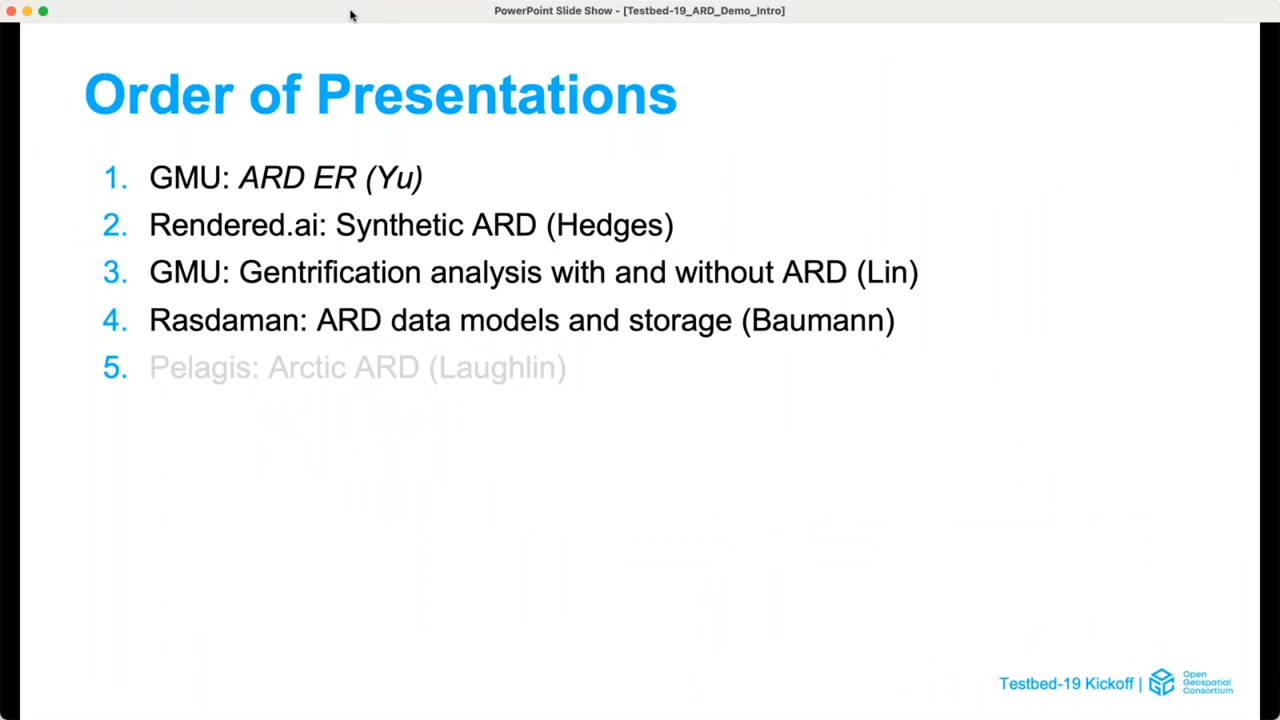 PowerPoint Slide Show - [Testbed-19_ARD_Demo_Intro]
Order of Presentations
1. GMU: ARD ER (Yu)
2. Rendered.ai: Synthetic ARD (Hedges)
3. GMU: Gentrification analysis with and without ARD (Lin)
4. Rasdaman: ARD data models and storage (Baumann)
5. Pelagis: Arctic ARD (Laughlin)
Testbed-19 Kickoff |
Open
Geospatial
Consortium